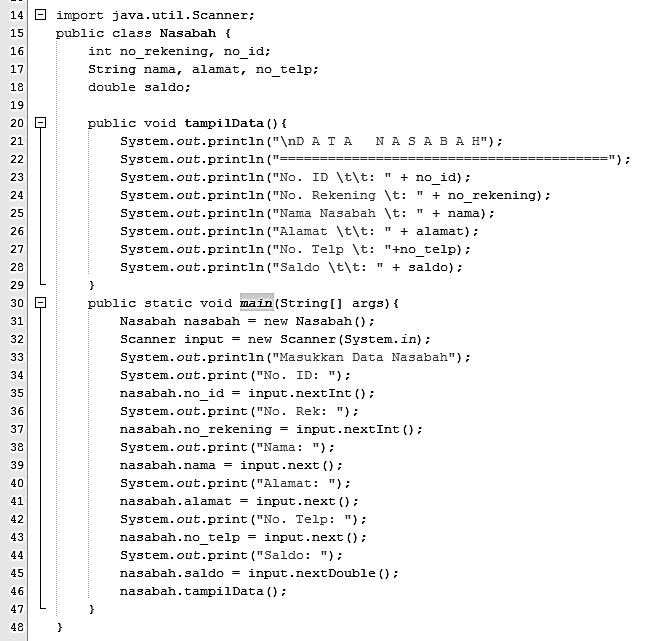 14 import java.util.Scanner;
15 public class Nasabah {
16     int no_rekening, no_id;
17     String nama, alamat, no_telp;
18     double saldo;
19
20     public void tampilData(){
21         System.out.println("\nD A T A   N A S A B A H");
22         System.out.println("=========================================");
23         System.out.println("No. ID \t\t: " + no_id);
24         System.out.println("No. Rekening \t: " + no_rekening);
25         System.out.println("Nama Nasabah \t: " + nama);
26         System.out.println("Alamat \t\t: " + alamat);
27         System.out.println("No. Telp \t: "+no_telp);
28         System.out.println("Saldo \t\t: " + saldo);
29     }
30     public static void main(String[] args){
31         Nasabah nasabah = new Nasabah();
32         Scanner input = new Scanner(System.in);
33         System.out.println("Masukkan Data Nasabah");
34         System.out.print("No. ID: ");
35         nasabah.no_id = input.nextInt();
36         System.out.print("No. Rek: ");
37         nasabah.no_rekening = input.nextInt();
38         System.out.print("Nama: ");
39         nasabah.nama = input.next();
40         System.out.print("Alamat: ");
41         nasabah.alamat = input.next();
42         System.out.print("No. Telp: ");
43         nasabah.no_telp = input.next();
44         System.out.print("Saldo: ");
45         nasabah.saldo = input.nextDouble();
46         nasabah.tampilData();
47     }
48 }